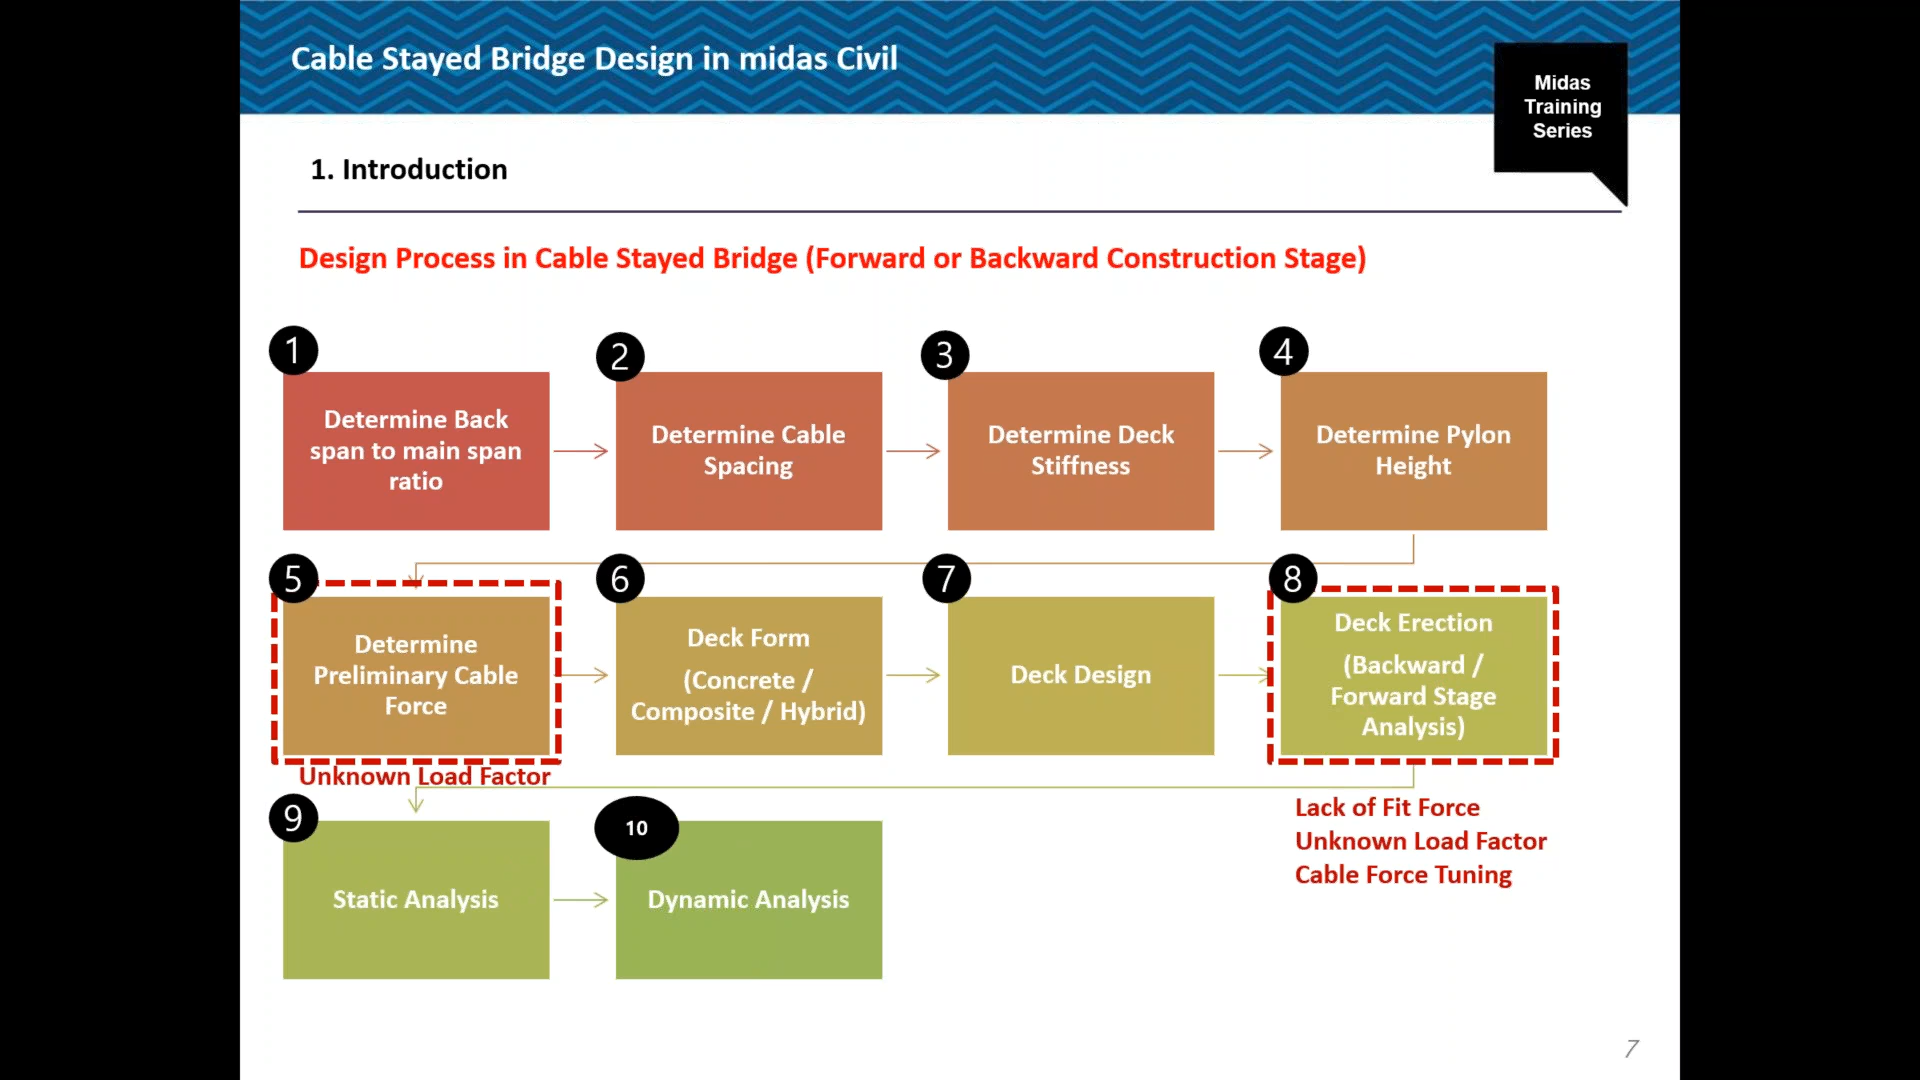 Cable Stayed Bridge Design in midas Civil
Midas
Training
Series
1. Introduction
Design Process in Cable Stayed Bridge (Forward or Backward Construction Stage)
1
Determine Back
span to main span
ratio
2
Determine Cable
Spacing
3
Determine Deck
Stiffness
4
Determine Pylon
Height
5
Determine
Preliminary Cable
Force
Unknown Load Factor
6
Deck Form
(Concrete /
Composite / Hybrid)
7
Deck Design
8
Deck Erection
(Backward /
Forward Stage
Analysis)
Lack of Fit Force
Unknown Load Factor
Cable Force Tuning
9
Static Analysis
10
Dynamic Analysis
7